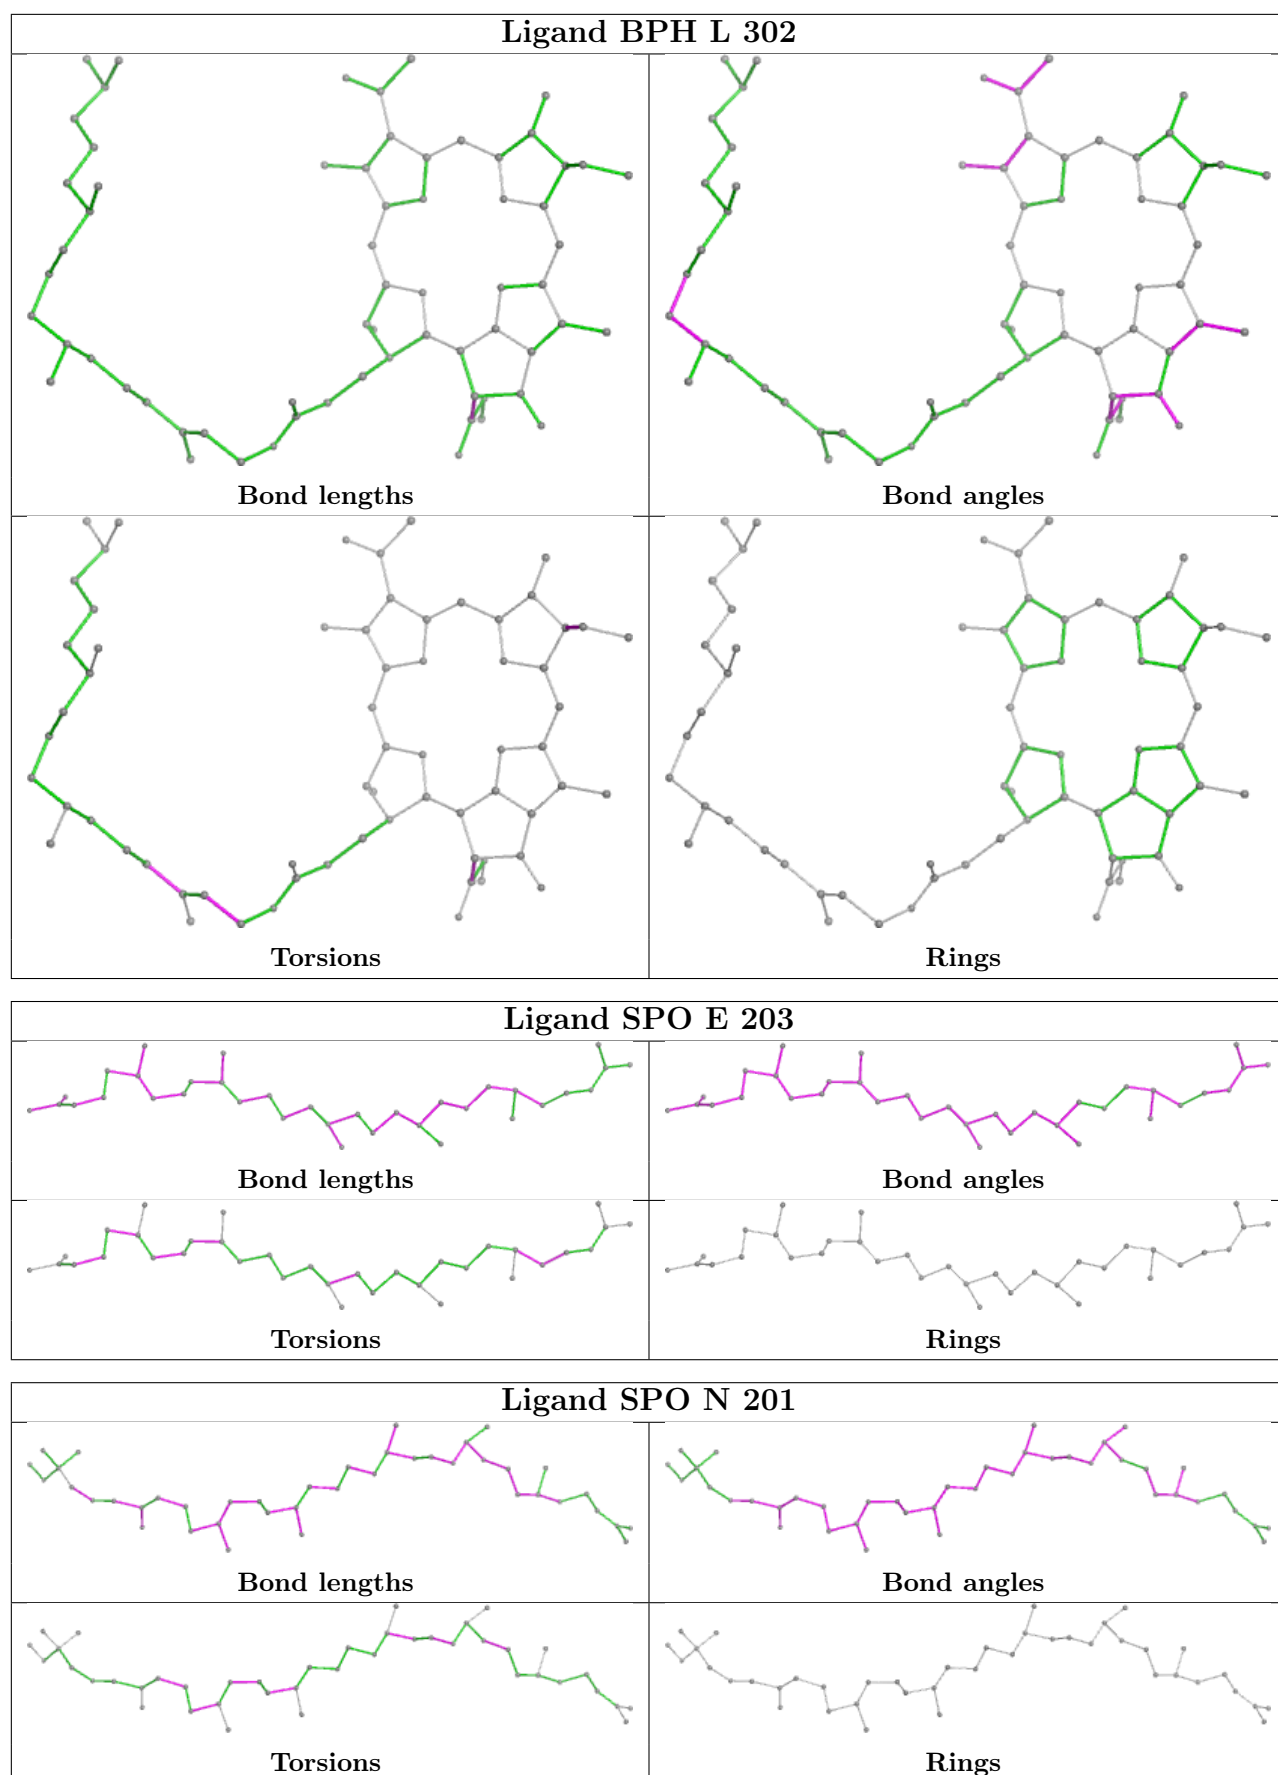 Ligand BPH L 302
Bond lengths
Bond angles
Torsions
Rings
Ligand SPO E 203
Bond lengths
Bond angles
Torsions
Rings
Ligand SPO N 201
Bond lengths
Bond angles
Torsions
Rings